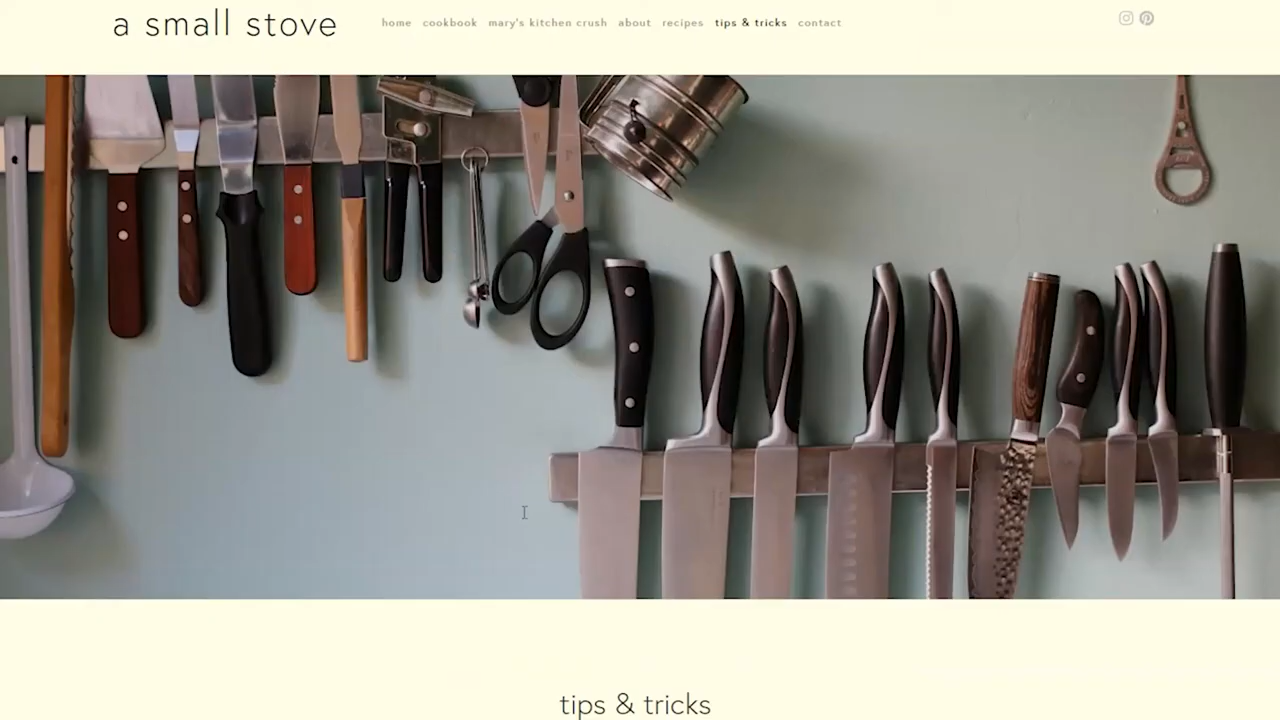 a small stove
home cookbook mary's kitchen crush about recipes tips & tricks contact
tips & tricks